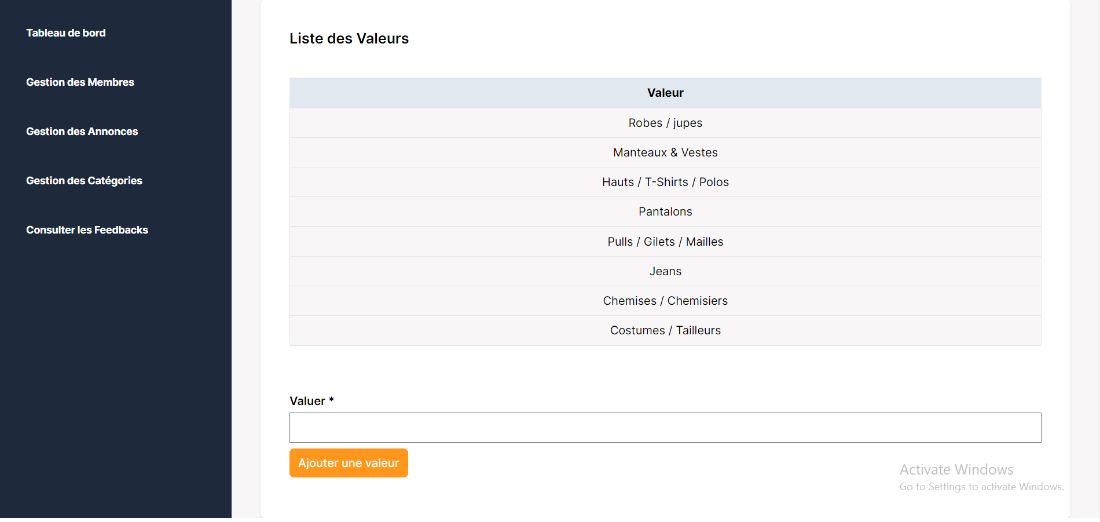 Tableau de bord
Gestion des Membres
Gestion des Annonces
Gestion des Catégories
Consulter les Feedbacks
Liste des Valeurs
Valeur
Robes / jupes
Manteaux & Vestes
Hauts / T-Shirts / Polos
Pantalons
Pulls / Gilets / Mailles
Jeans
Chemises / Chemisiers
Costumes / Tailleurs
Valuer *
Ajouter une valeur
Activate Windows
Go to Settings to activate Windows.